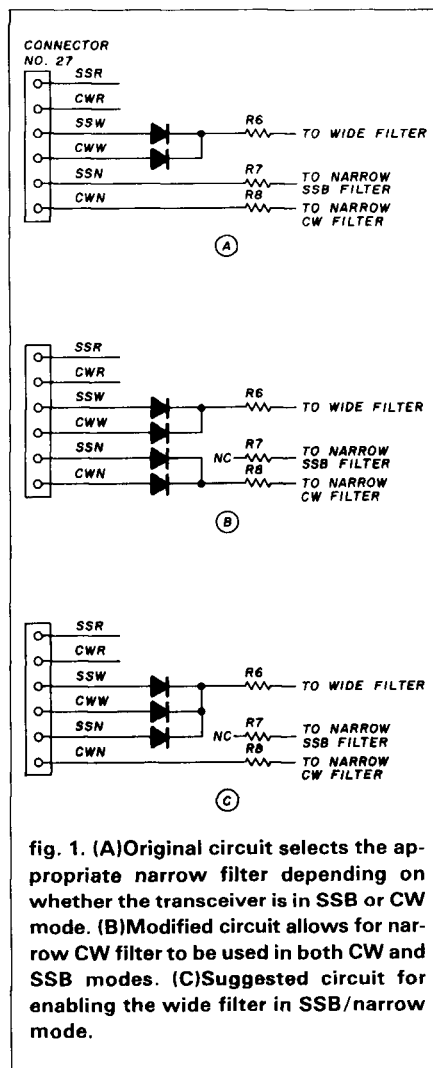 CONNECTOR
NO. 27
SSR
CWR
SSW
R6
TO WIDE FILTER
CWW
SSN
R7
TO NARROW
SSB FILTER
CWN
R8
TO NARROW
CW FILTER
A
SSR
CWR
SSW
R6
TO WIDE FILTER
CWW
SSN
NC
R7
TO NARROW
SSB FILTER
CWN
R8
TO NARROW
CW FILTER
B
SSR
CWR
SSW
R6
TO WIDE FILTER
CWW
SSN
NC
R7
TO NARROW
SSB FILTER
CWN
R8
TO NARROW
CW FILTER
C
fig. 1. (A)Original circuit selects the ap-
propriate narrow filter depending on
whether the transceiver is in SSB or CW
mode. (B)Modified circuit allows for nar-
row CW filter to be used in both CW and
SSB modes. (C)Suggested circuit for
enabling the wide filter in SSB/narrow
mode.